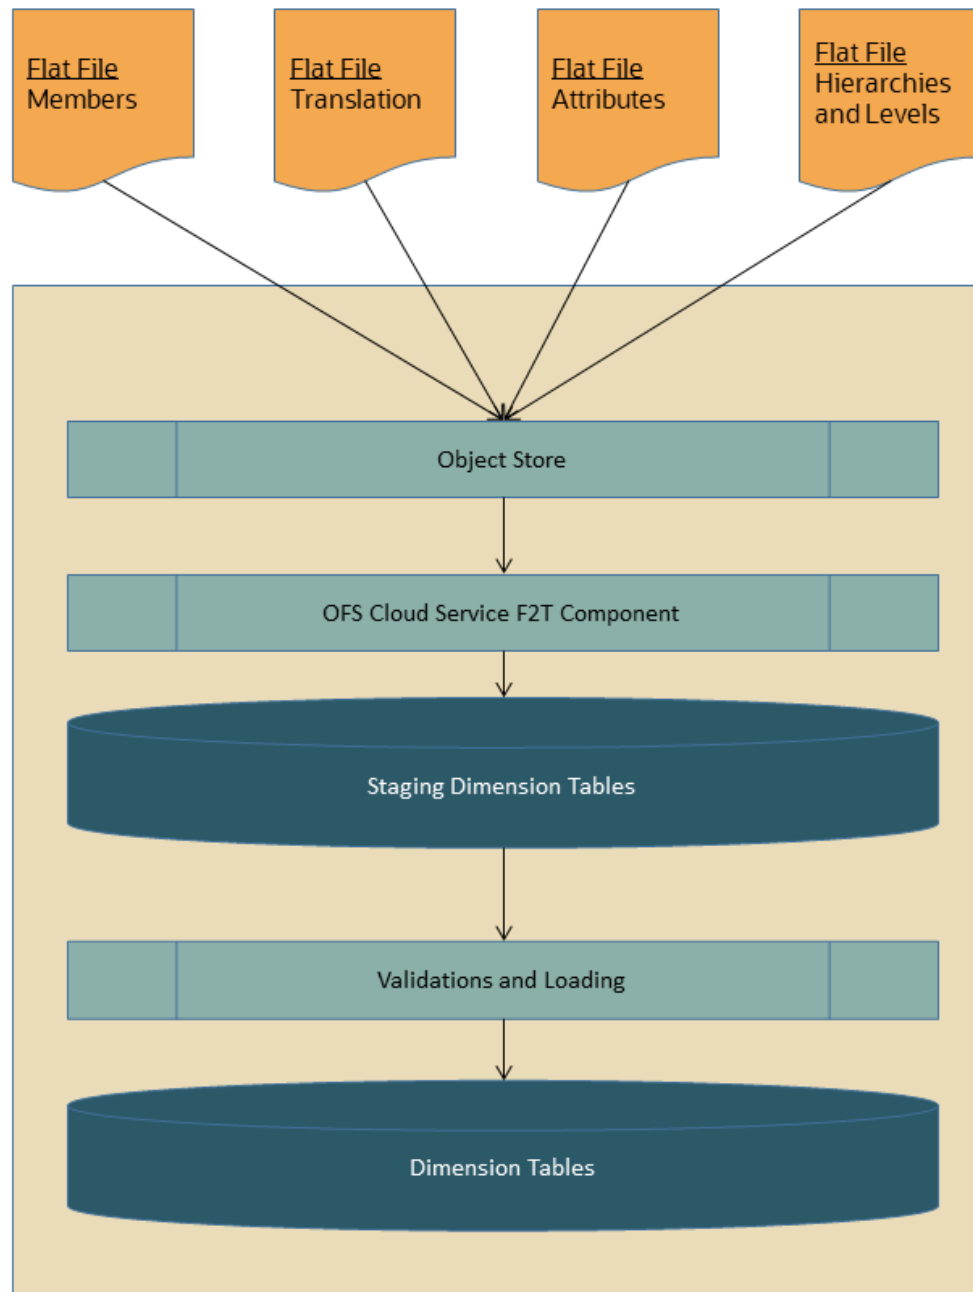 Flat File
Members
Flat File
Translation
Flat File
Attributes
Flat File
Hierarchies
and Levels
Object Store
OFS Cloud Service F2T Component
Staging Dimension Tables
Validations and Loading
Dimension Tables